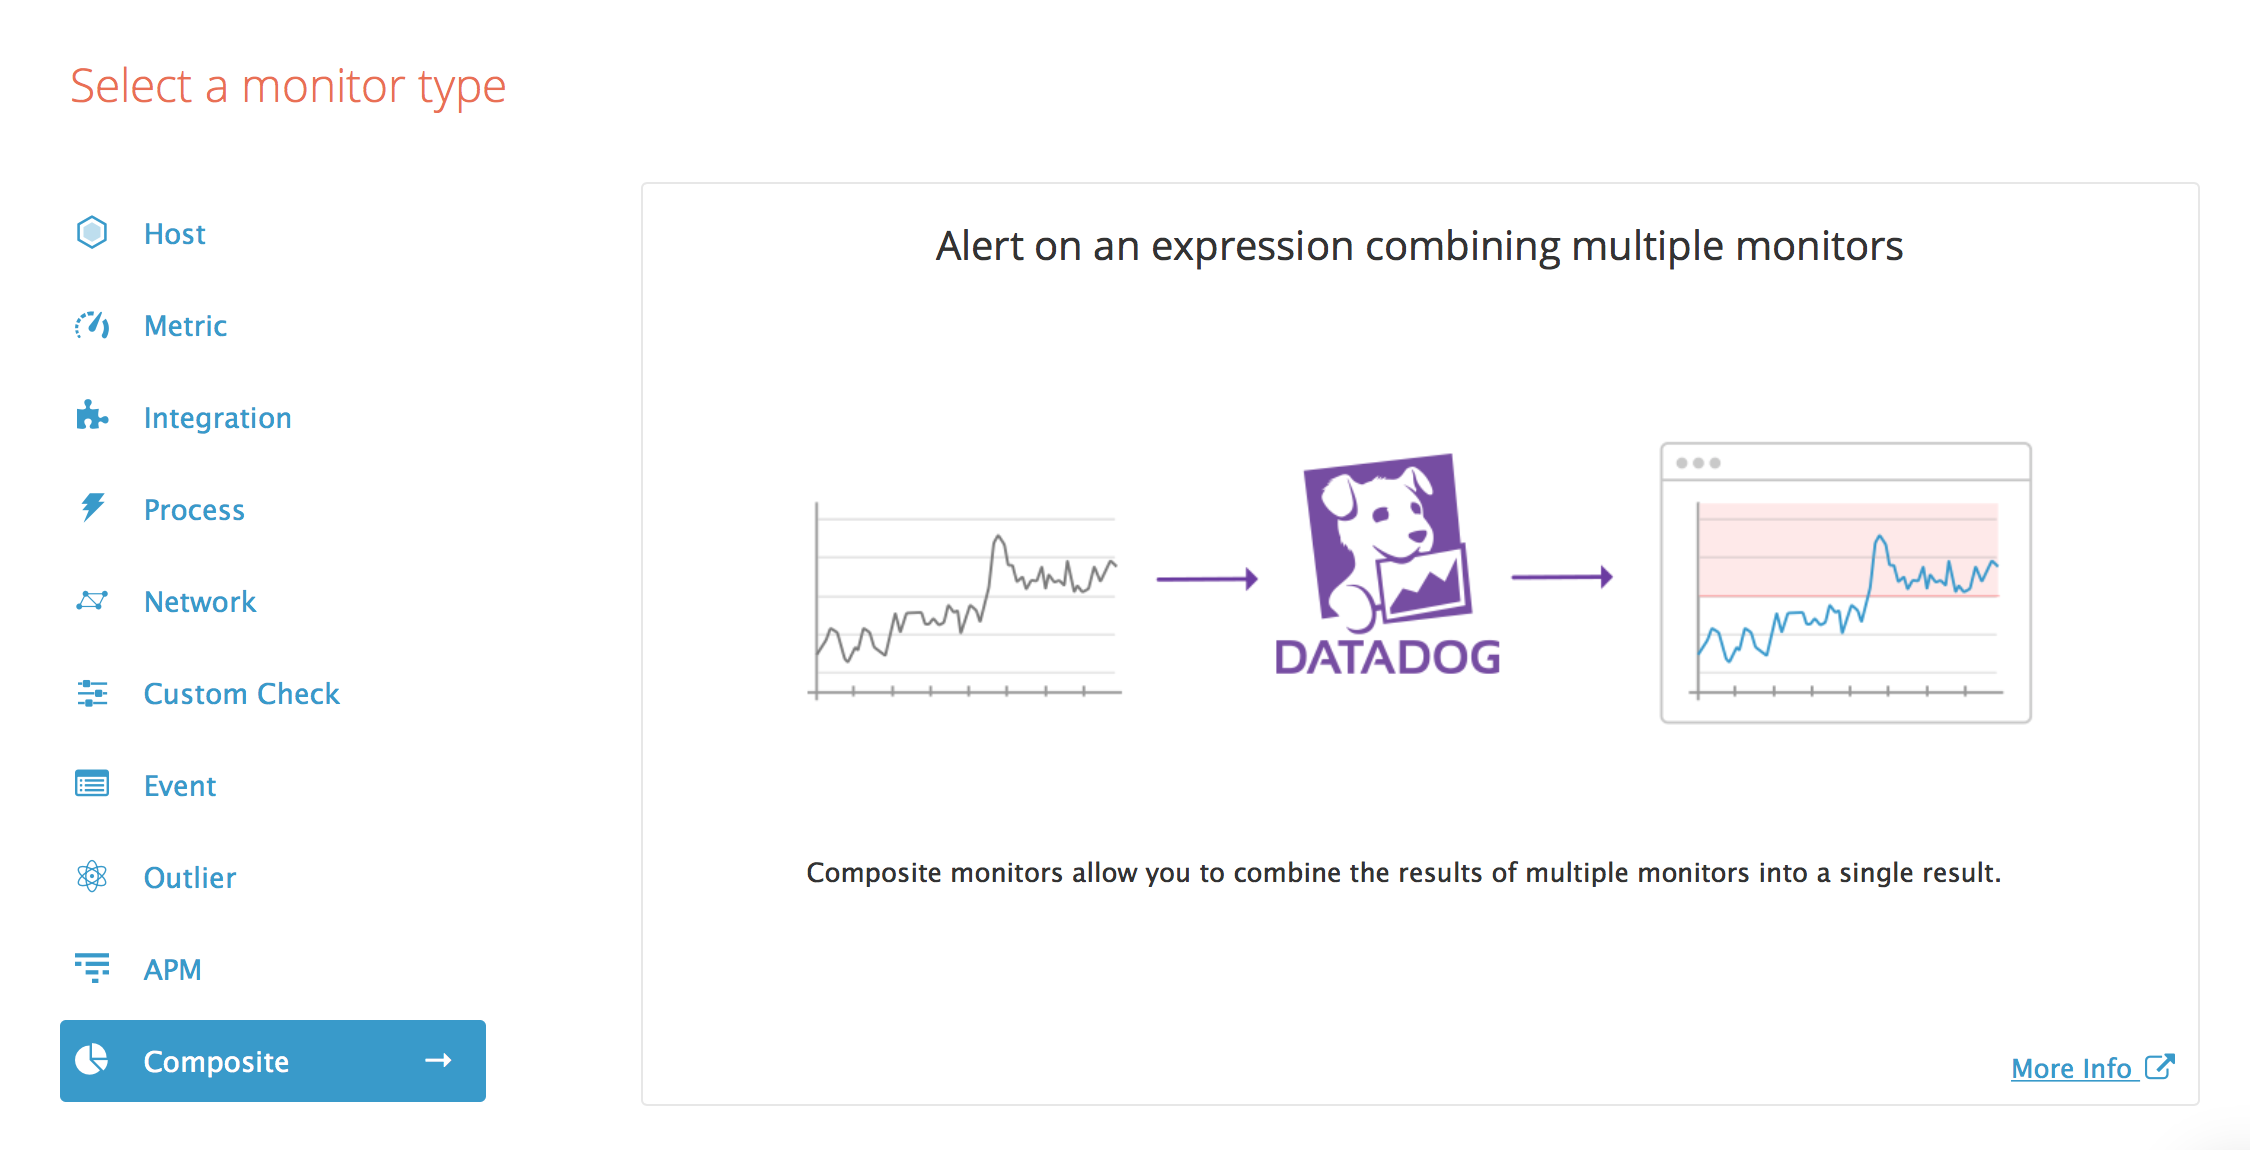 Select a monitor type
Host
Metric
Integration
Process
Network
Custom Check
Event
Outlier
APM
Composite
Alert on an expression combining multiple monitors
DATADOG
Composite monitors allow you to combine the results of multiple monitors into a single result.
More Info